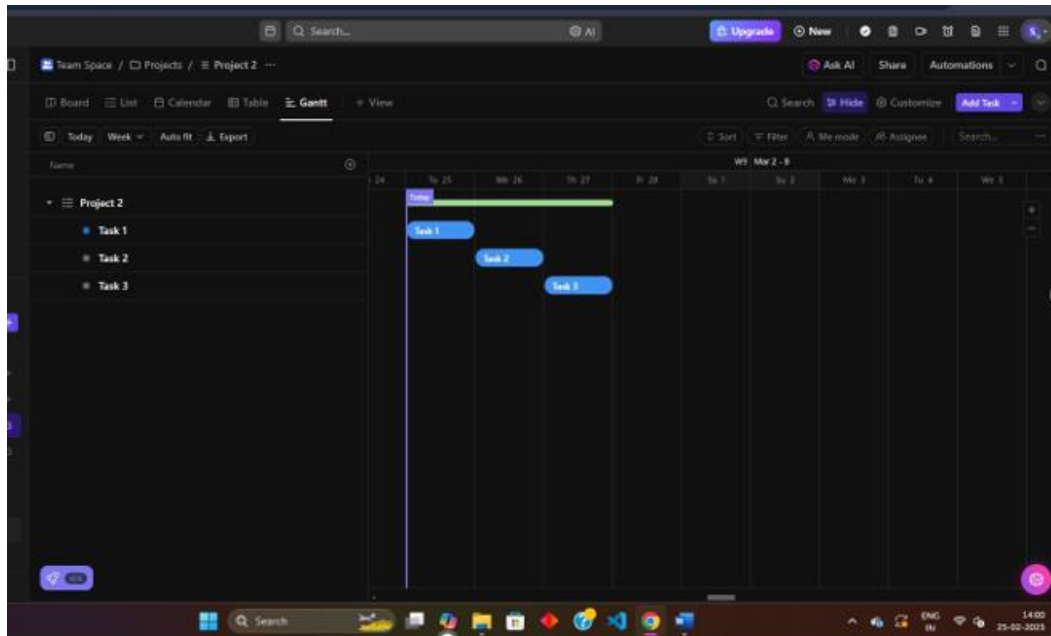 Search... AI Upgrade New S
Team Space / Projects / Project 2 ... Ask AI Share Automations
Board List Calendar Table Gantt + View Search Hide Customize Add Task
Today Week Auto fit Export Sort Filter Me mode Assignee Search...
Name W9 Mar 2 - 8
24 Tu 25 We 26 Th 27 Fr 28 Sa 1 Su 2 Mo 3 Tu 4 We 5
Today
Project 2
Task 1 Task 1
Task 2 Task 2
Task 3 Task 3
Search ENG 14:00
IN 25-02-2025